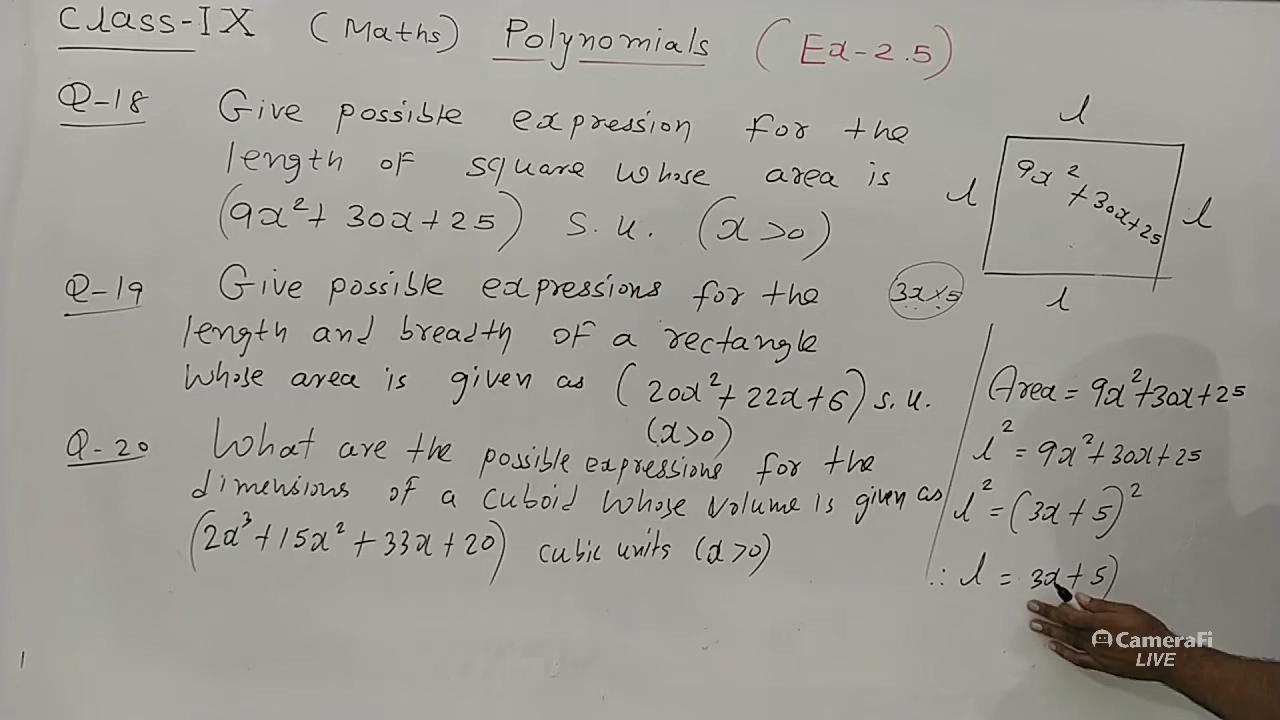 Class-IX (Maths) Polynomials (Ex-2.5)
Q-18 Give possible expression for the
length of square whose area is
(9x²+ 30x+25) s.u. (x>0)
Q-19 Give possible expressions for the
length and breadth of a rectangle
whose area is given as (20x²+22x+6) s.u.
(x>0)
Q-20 What are the possible expressions for the
dimensions of a cuboid whose volume is given as
(2x³+15x²+33x+20) cubic units (x>0)
l
l
9x²+30x+25
l
l
3x×5
Area = 9x²+30x+25
l² = 9x²+30x+25
l² = (3x+5)²
∴ l = 3x+5)
CameraFi
LIVE